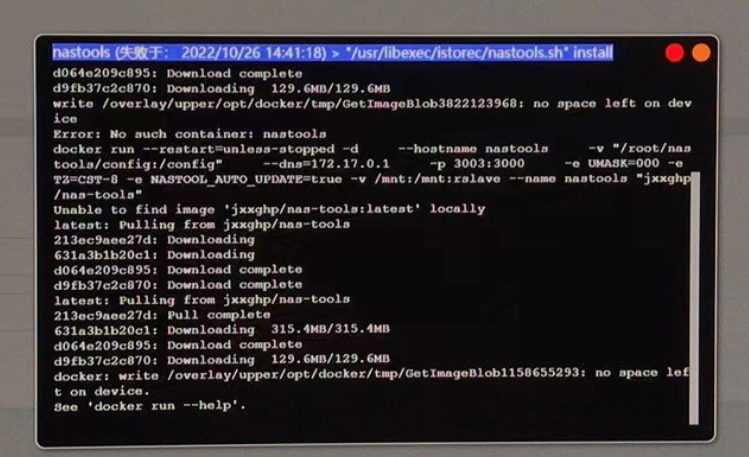 nastools (失败于： 2022/10/26 14:41:18) > "/usr/libexec/istorec/nastools.sh" install
d064e209c895: Download complete
d9fb37c2c870: Downloading  129.6MB/129.6MB
write /overlay/upper/opt/docker/tmp/GetImageBlob3822123968: no space left on dev
ice
Error: No such container: nastools
docker run --restart=unless-stopped -d    --hostname nastools    -v "/root/nas
tools/config:/config"    --dns=172.17.0.1    -p 3003:3000    -e UMASK=000 -e
TZ=CST-8 -e NASTOOL_AUTO_UPDATE=true -v /mnt:/mnt:rslave --name nastools "jxxghp
/nas-tools"
Unable to find image 'jxxghp/nas-tools:latest' locally
latest: Pulling from jxxghp/nas-tools
213ec9aee27d: Downloading
631a3b1b20c1: Downloading
d064e209c895: Download complete
d9fb37c2c870: Download complete
latest: Pulling from jxxghp/nas-tools
213ec9aee27d: Pull complete
631a3b1b20c1: Downloading  315.4MB/315.4MB
d064e209c895: Download complete
d9fb37c2c870: Downloading  129.6MB/129.6MB
docker: write /overlay/upper/opt/docker/tmp/GetImageBlob1158655293: no space lef
t on device.
See 'docker run --help'.